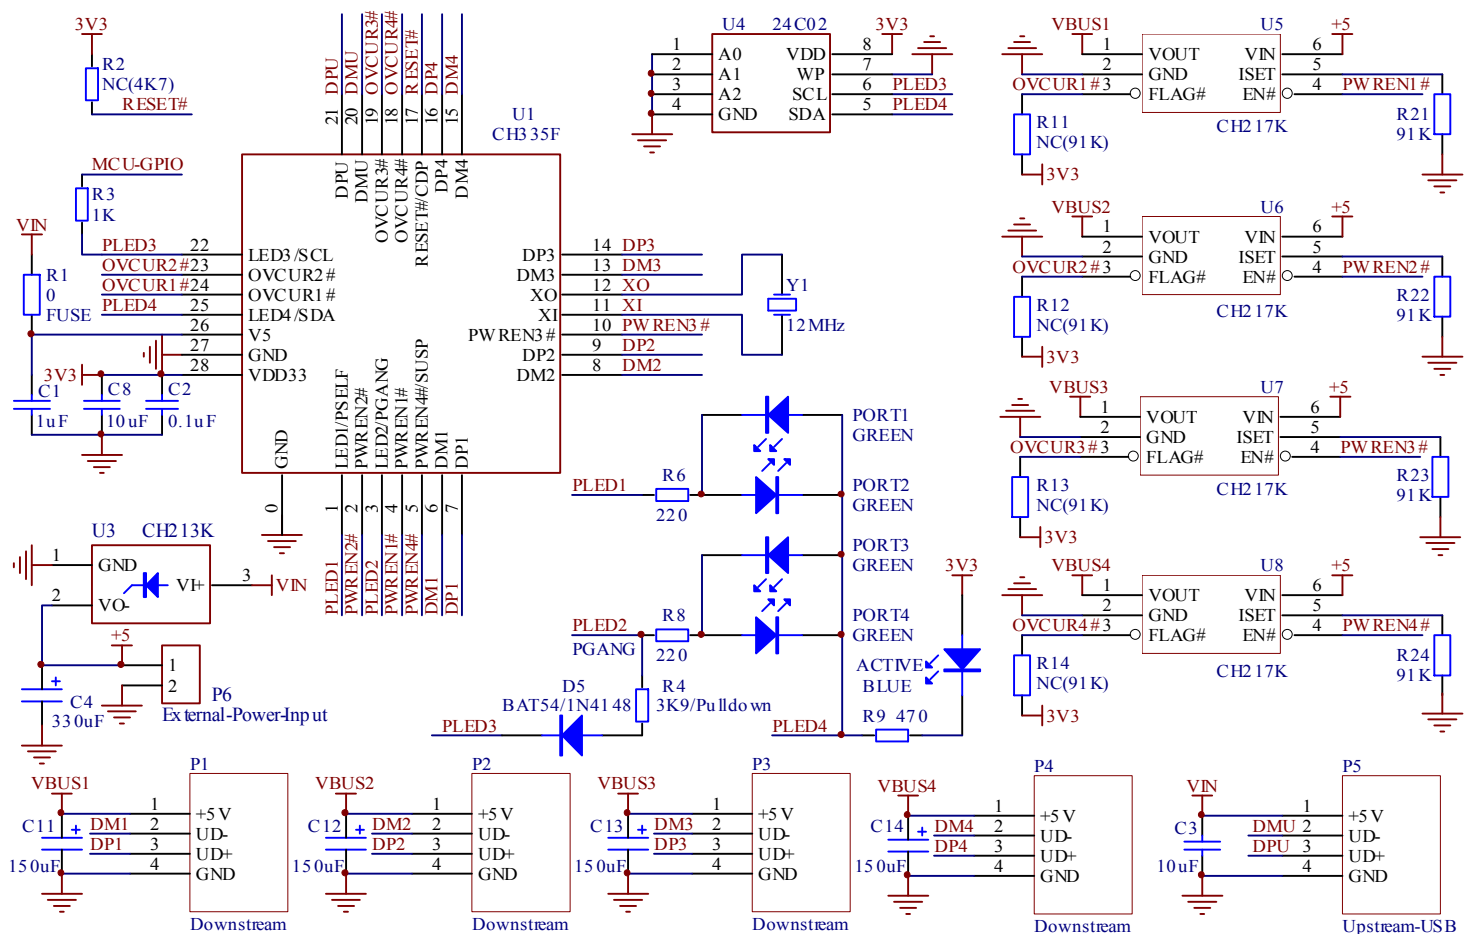 3V3
R2
NC(4K7)
RESET#
MCU-GPIO
R3
1K
VIN
R1
0
FUSE
PLED3 22 LED3/SCL
OVCUR2# 23 OVCUR2#
OVCUR1# 24 OVCUR1#
PLED4 25 LED4/SDA
26 V5
27 GND
3V3 28 VDD33
C1
1uF
C8
10uF
C2
0.1uF
U1
CH335F
DPU 21 DPU
DMU 20 DMU
OVCUR3# 19 OVCUR3#
OVCUR4# 18 OVCUR4#
RESET# 17 RESET#/CDP
DP4 16 DP4
DM4 15 DM4
DP3 14 DP3
DM3 13 DM3
XO 12 XO
XI 11 XI
PWREN3# 10 PWREN3#
DP2 9 DP2
DM2 8 DM2
Y1
12MHz
GND 0
LED1/PSELF 1 PLED1
PWREN2# 2 PWREN2#
LED2/PGANG 3 PLED2
PWREN1# 4 PWREN1#
PWREN4#/SUSP 5 PWREN4#
DM1 6 DM1
DP1 7 DP1
U4 24C02
1 A0 VDD 8 3V3
2 A1 WP 7
3 A2 SCL 6 PLED3
4 GND SDA 5 PLED4
VBUS1 U5 +5
1 VOUT VIN 6
2 GND ISET 5
OVCUR1# 3 FLAG# EN# 4 PWREN1#
R11
NC(91K)
3V3
CH217K
R21
91K
VBUS2 U6 +5
1 VOUT VIN 6
2 GND ISET 5
OVCUR2# 3 FLAG# EN# 4 PWREN2#
R12
NC(91K)
3V3
CH217K
R22
91K
VBUS3 U7 +5
1 VOUT VIN 6
2 GND ISET 5
OVCUR3# 3 FLAG# EN# 4 PWREN3#
R13
NC(91K)
3V3
CH217K
R23
91K
VBUS4 U8 +5
1 VOUT VIN 6
2 GND ISET 5
OVCUR4# 3 FLAG# EN# 4 PWREN4#
R14
NC(91K)
3V3
CH217K
R24
91K
U3 CH213K
1 GND
VI+ 3 VIN
2 VO-
+5
1
2
P6
External-Power-Input
+
C4
330uF
PORT1
GREEN
PLED1 R6
220
PORT2
GREEN
PORT3
GREEN
PLED2 R8
PGANG 220
PORT4
GREEN
3V3
ACTIVE
BLUE
D5
BAT54/1N4148
R4
3K9/Pulldown
PLED3
PLED4
R9 470
VBUS1 P1
1 +5V
C11 + DM1 2 UD-
DP1 3 UD+
150uF 4 GND
Downstream
VBUS2 P2
1 +5V
C12 + DM2 2 UD-
DP2 3 UD+
150uF 4 GND
Downstream
VBUS3 P3
1 +5V
C13 + DM3 2 UD-
DP3 3 UD+
150uF 4 GND
Downstream
VBUS4 P4
1 +5V
C14 + DM4 2 UD-
DP4 3 UD+
150uF 4 GND
Downstream
VIN P5
1 +5V
C3 DMU 2 UD-
DPU 3 UD+
10uF 4 GND
Upstream-USB